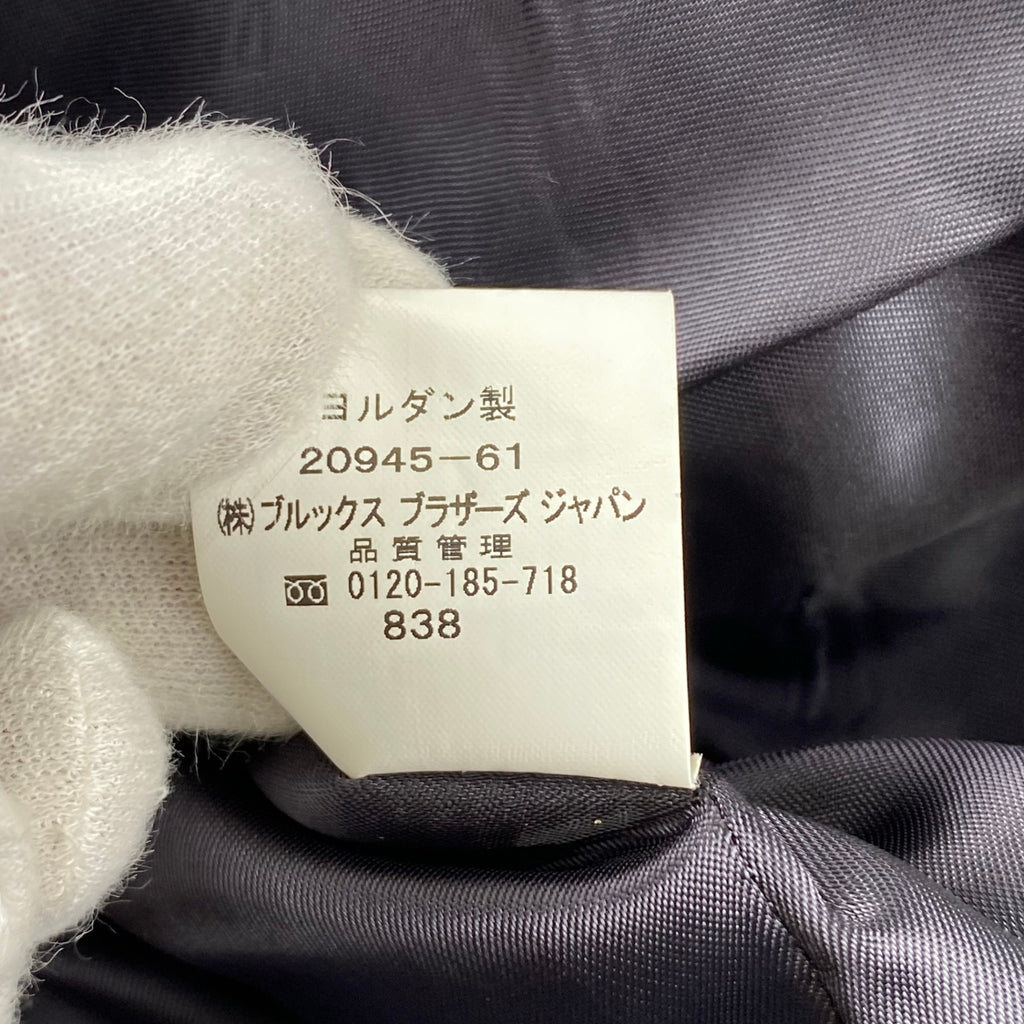 ヨルダン製
20945-61
(株)ブルックス ブラザーズ ジャパン
品質管理
0120-185-718
838